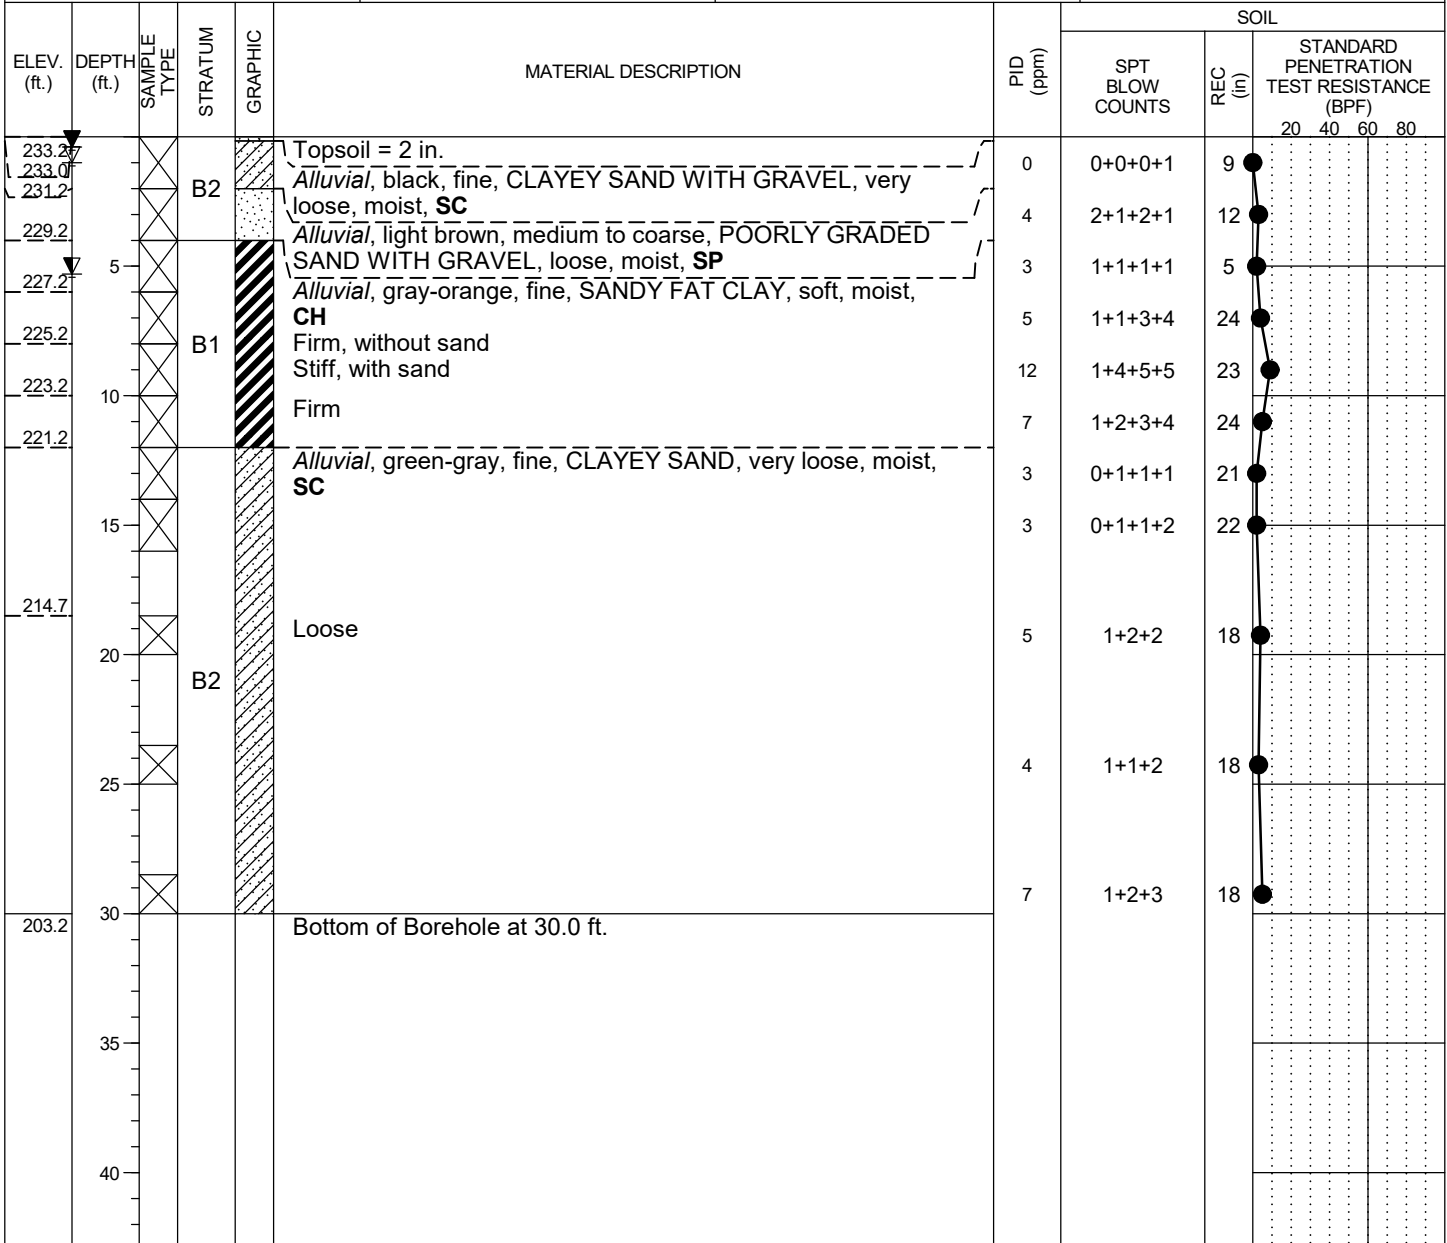 SOIL
ELEV. (ft.)
DEPTH (ft.)
SAMPLE TYPE
STRATUM
GRAPHIC
MATERIAL DESCRIPTION
PID (ppm)
SPT BLOW COUNTS
REC (in)
STANDARD PENETRATION TEST RESISTANCE (BPF)
20 40 60 80
233.2 Topsoil = 2 in. 0 0+0+0+1 9
233.0 Alluvial, black, fine, CLAYEY SAND WITH GRAVEL, very
231.2 B2 loose, moist, SC 4 2+1+2+1 12
229.2 Alluvial, light brown, medium to coarse, POORLY GRADED
5 SAND WITH GRAVEL, loose, moist, SP 3 1+1+1+1 5
227.2 Alluvial, gray-orange, fine, SANDY FAT CLAY, soft, moist,
CH 5 1+1+3+4 24
225.2 B1 Firm, without sand
Stiff, with sand 12 1+4+5+5 23
223.2
10 Firm 7 1+2+3+4 24
221.2
Alluvial, green-gray, fine, CLAYEY SAND, very loose, moist, 3 0+1+1+1 21
SC
15 3 0+1+1+2 22
214.7
Loose 5 1+2+2 18
20
B2
4 1+1+2 18
25
7 1+2+3 18
30
203.2 Bottom of Borehole at 30.0 ft.
35
40